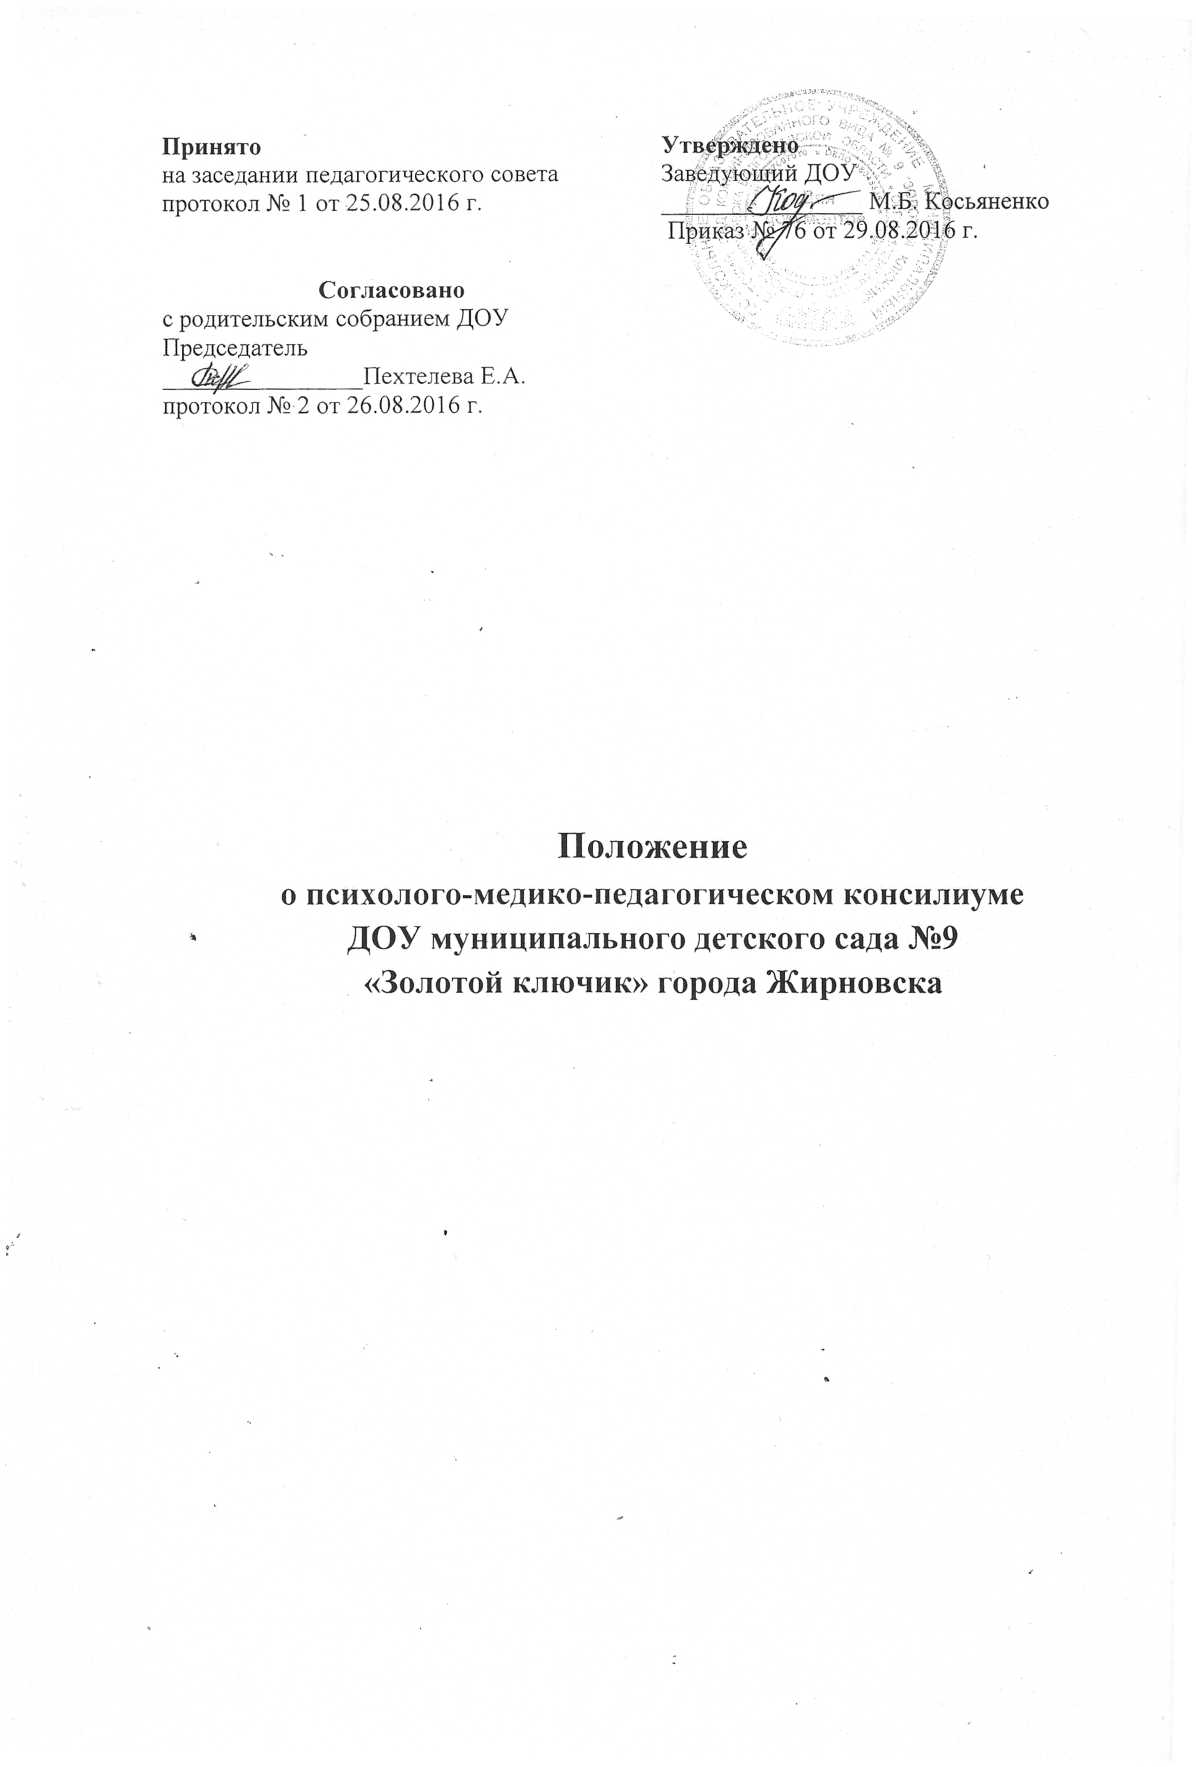 Принято
на заседании педагогического совета
протокол № 1 от 25.08.2016 г.
Утверждено
Заведующий ДОУ
М.Б. Косьяненко
Приказ № от 29.08.2016 г.
Согласовано
с родительским собранием ДОУ
Председатель
Пехтелева Е.А.
протокол № 2 от 26.08.2016 г.
Положение
о психолого-медико-педагогическом консилиуме
ДОУ муниципального детского сада №9
«Золотой ключик» города Жирновска